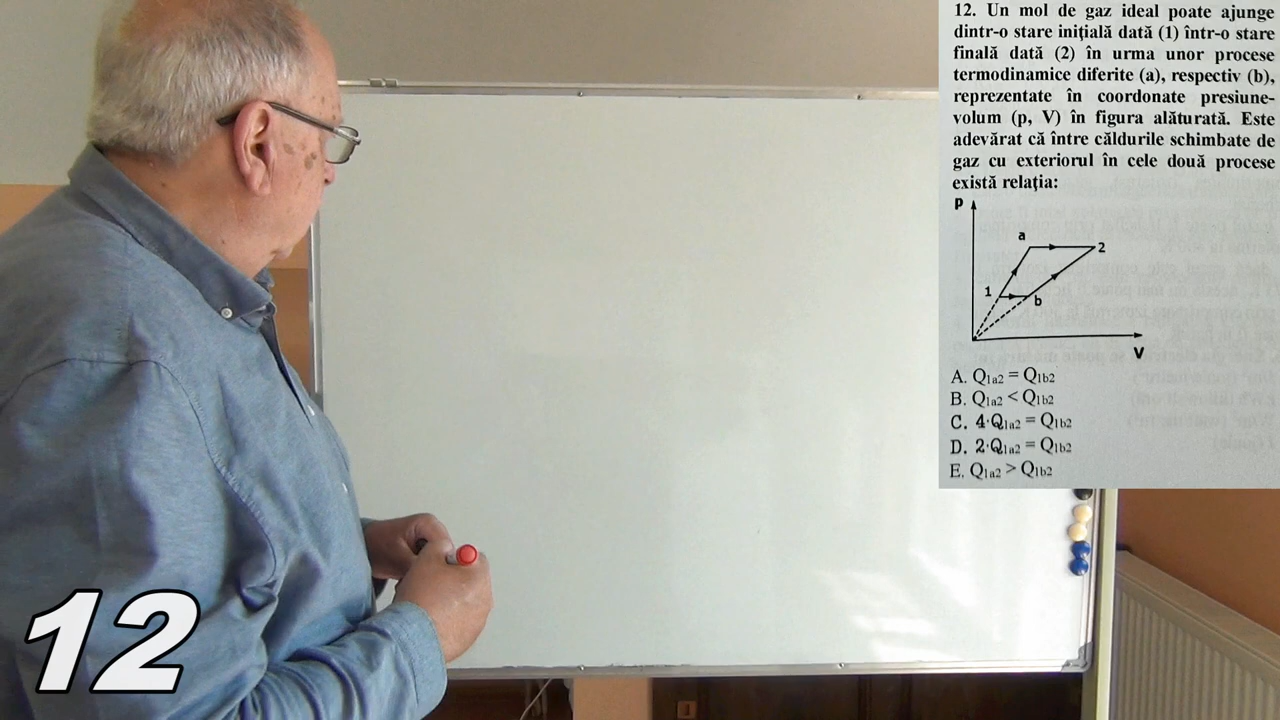 12. Un mol de gaz ideal poate ajunge
dintr-o stare iniţială dată (1) într-o stare
finală dată (2) în urma unor procese
termodinamice diferite (a), respectiv (b),
reprezentate în coordonate presiune-
volum (p, V) în figura alăturată. Este
adevărat că între căldurile schimbate de
gaz cu exteriorul în cele două procese
există relaţia:
p
a
2
1
b
V
A. Q1a2 = Q1b2
B. Q1a2 < Q1b2
C. 4·Q1a2 = Q1b2
D. 2·Q1a2 = Q1b2
E. Q1a2 > Q1b2
12